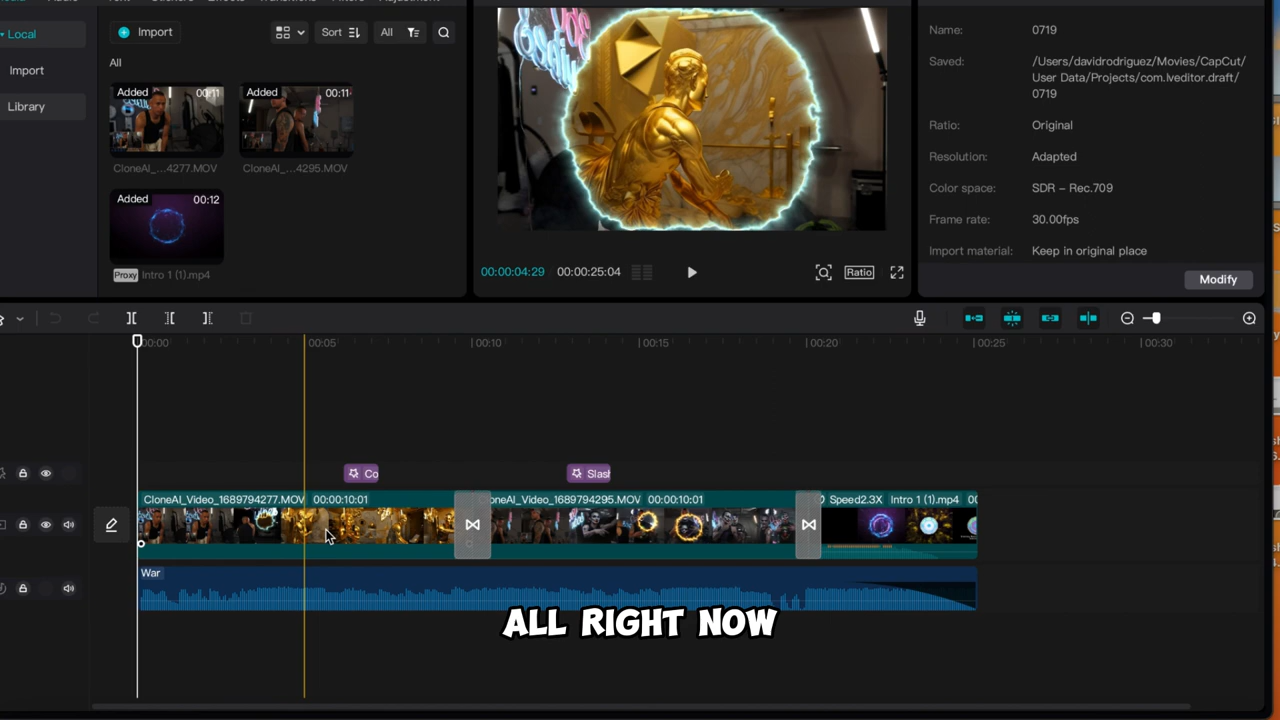 Local
Import
Library
Import
Sort
All
All
Added
00:11
Added
00:11
CloneAI_...4277.MOV
CloneAI_...4295.MOV
Added
00:12
Proxy
Intro 1 (1).mp4
00:00:04:29
00:00:25:04
Ratio
Name:
0719
Saved:
/Users/davidrodriguez/Movies/CapCut/
User Data/Projects/com.lveditor.draft/
0719
Ratio:
Original
Resolution:
Adapted
Color space:
SDR – Rec.709
Frame rate:
30.00fps
Import material:
Keep in original place
Modify
00:00
00:05
00:10
00:15
00:20
00:25
00:30
Co
Slash
CloneAI_Video_1689794277.MOV
00:00:10:01
oneAI_Video_1689794295.MOV
00:00:10:01
Speed2.3X
Intro 1 (1).mp4
War
ALL RIGHT NOW